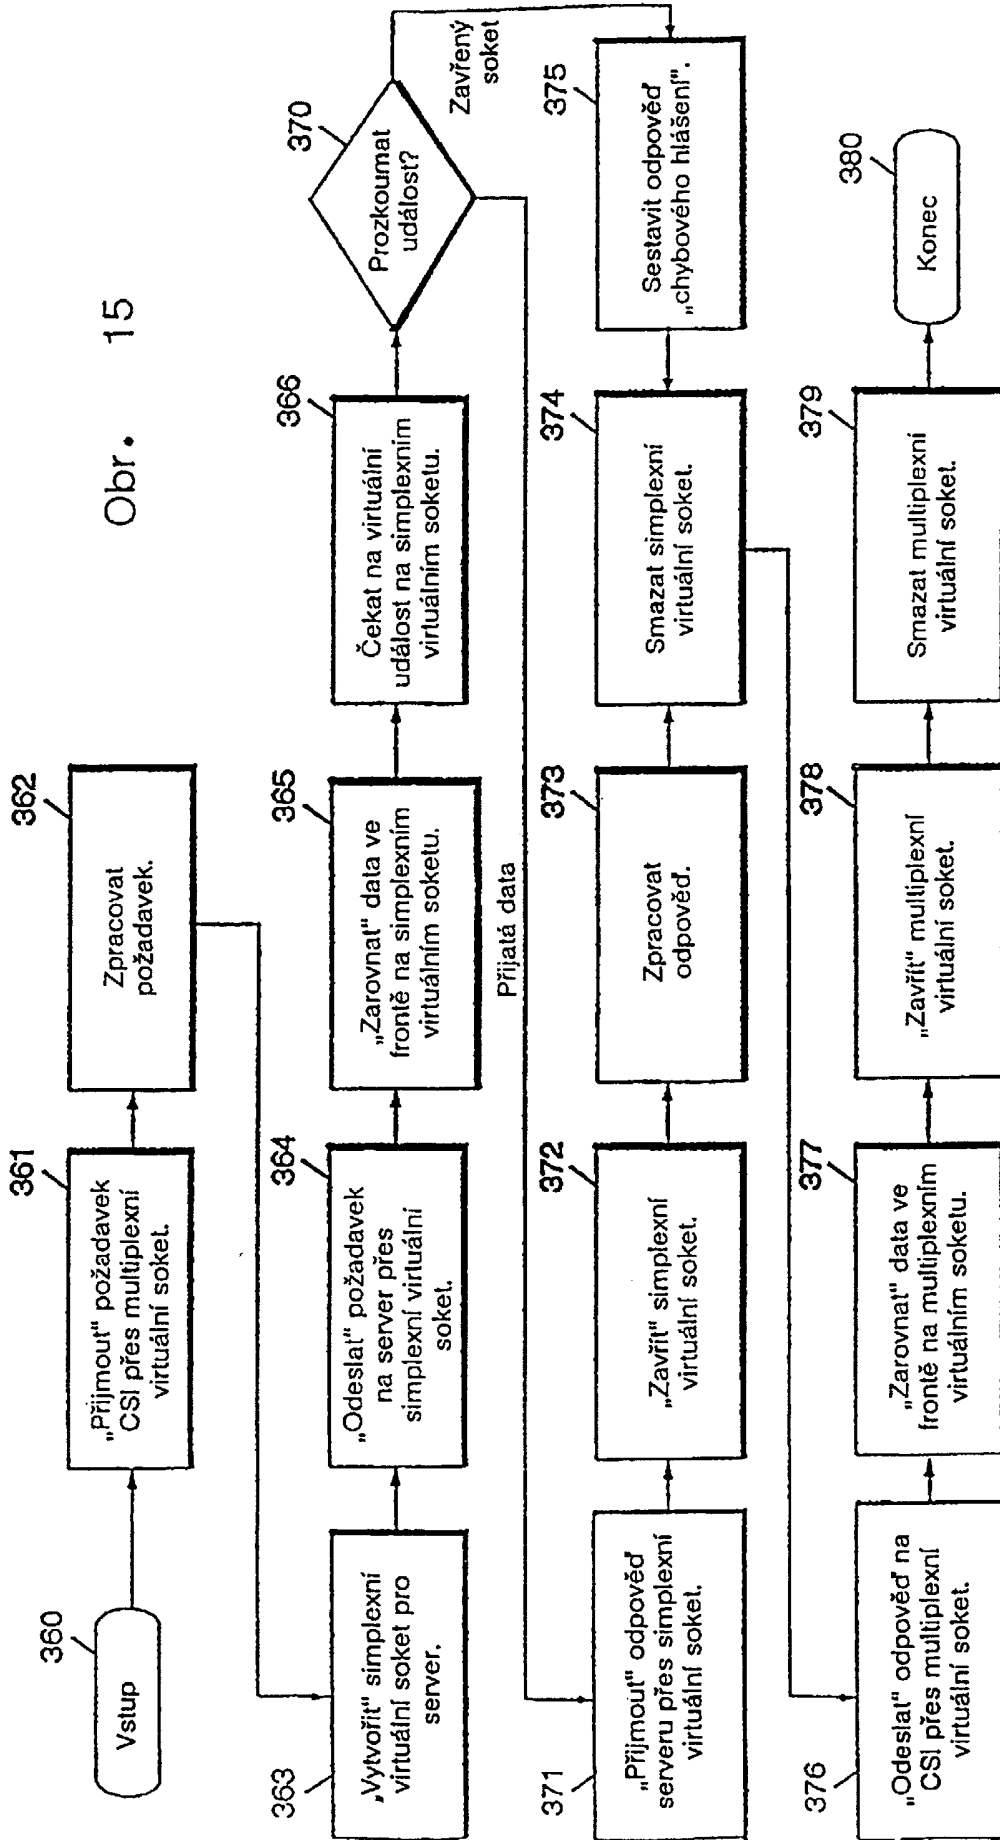 Obr. 15
360
Vstup
361
„Přijmout" požadavek
CSI přes multiplexní
virtuální soket.
362
Zpracovat
požadavek.
363
„Vytvořit" simplexní
virtuální soket pro
server.
364
„Odeslat" požadavek
na server přes
simplexní virtuální
soket.
365
„Zarovnat" data ve
frontě na simplexním
virtuálním soketu.
366
Čekat na virtuální
událost na simplexním
virtuálním soketu.
370
Prozkoumat
událost?
Zavřený
soket
Přijatá data
371
„Přijmout" odpověď
serveru přes simplexní
virtuální soket.
372
„Zavřít" simplexní
virtuální soket.
373
Zpracovat
odpověď.
374
Smazat simplexní
virtuální soket.
375
Sestavit odpověď
„chybového hlášení".
376
„Odeslat" odpověď na
CSI přes multiplexní
virtuální soket.
377
„Zarovnat" data ve
frontě na multiplexním
virtuálním soketu.
378
„Zavřít" multiplexní
virtuální soket.
379
Smazat multiplexní
virtuální soket.
380
Konec